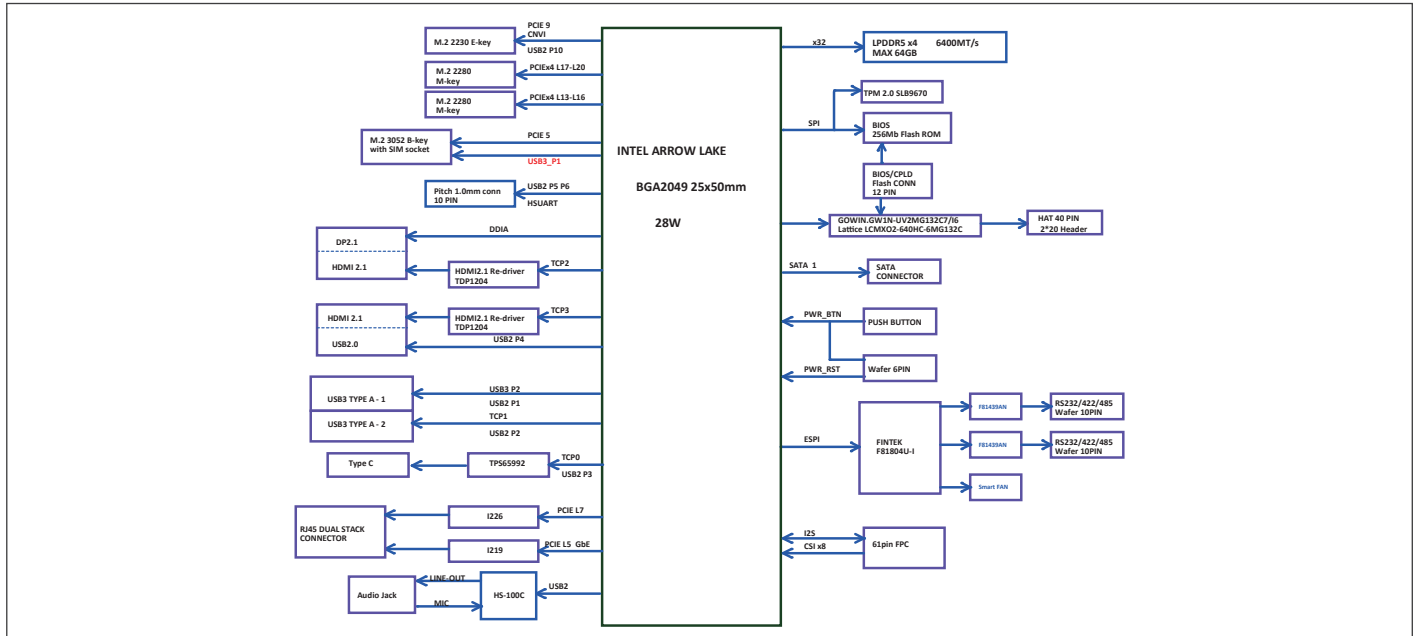 PCIE 9
CNVI
M.2 2230 E-key
USB2 P10
M.2 2280
M-key
PCIEx4 L17-L20
M.2 2280
M-key
PCIEx4 L13-L16
M.2 3052 B-key
with SIM socket
PCIE 5
USB3_P1
Pitch 1.0mm conn
10 PIN
USB2 P5 P6
HSUART
DP2.1
HDMI 2.1
DDIA
HDMI2.1 Re-driver
TDP1204
TCP2
HDMI 2.1
USB2.0
HDMI2.1 Re-driver
TDP1204
TCP3
USB2 P4
USB3 TYPE A - 1
USB3 P2
USB2 P1
USB3 TYPE A - 2
TCP1
USB2 P2
Type C
TPS65992
TCP0
USB2 P3
RJ45 DUAL STACK
CONNECTOR
I226
PCIE L7
I219
PCIE L5 GbE
Audio Jack
LINE-OUT
MIC
HS-100C
USB2
INTEL ARROW LAKE
BGA2049 25x50mm
28W
x32
LPDDR5 x4 6400MT/s
MAX 64GB
TPM 2.0 SLB9670
SPI
BIOS
256Mb Flash ROM
BIOS/CPLD
Flash CONN
12 PIN
GOWIN.GW1N-UV2MG132C7/I6
Lattice LCMXO2-640HC-6MG132C
HAT 40 PIN
2*20 Header
SATA 1
SATA
CONNECTOR
PWR_BTN
PUSH BUTTON
PWR_RST
Wafer 6PIN
ESPI
FINTEK
F81804U-I
F81439AN
RS232/422/485
Wafer 10PIN
F81439AN
RS232/422/485
Wafer 10PIN
Smart FAN
I2S
CSI x8
61pin FPC